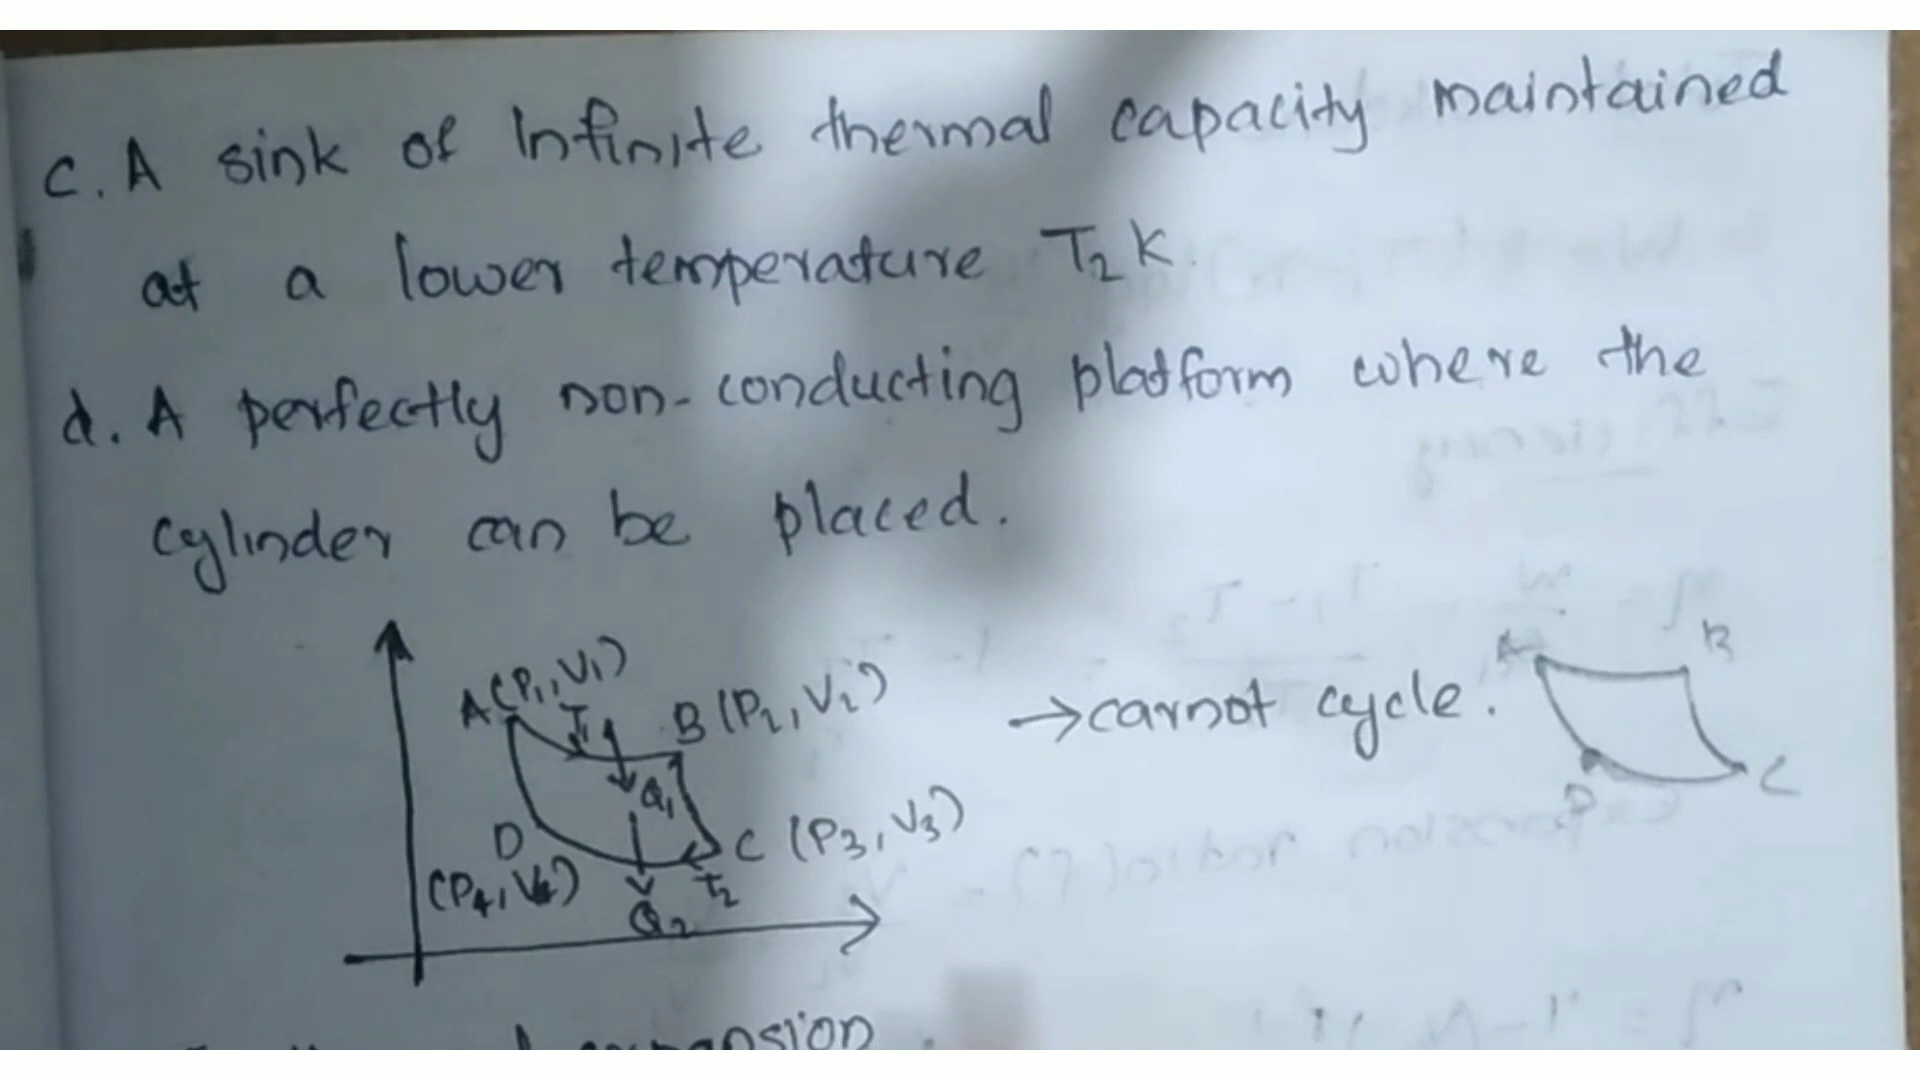 c. A sink of Infinite thermal capacity maintained
at a lower temperature T₂ K.
d. A perfectly non-conducting platform where the
cylinder can be placed.
A (P₁, V₁)
T₁
B (P₂, V₂)
→ carnot cycle.
A
B
Q₁
D
C
D
C (P₃, V₃)
(P₄, V₄)
T₂
Q₂
expansion